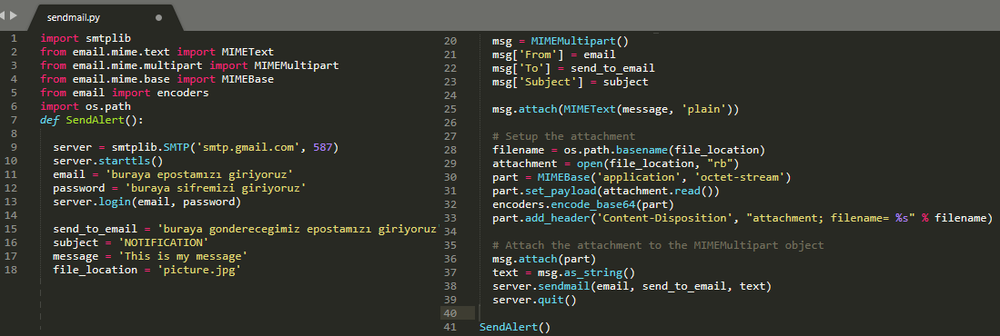 sendmail.py
1 import smtplib
2 from email.mime.text import MIMEText
3 from email.mime.multipart import MIMEMultipart
4 from email.mime.base import MIMEBase
5 from email import encoders
6 import os.path
7 def SendAlert():
8
9 server = smtplib.SMTP('smtp.gmail.com', 587)
10 server.starttls()
11 email = 'buraya epostamızı giriyoruz'
12 password = 'buraya sifremizi giriyoruz'
13 server.login(email, password)
14
15 send_to_email = 'buraya gonderecegimiz epostamızı giriyoruz'
16 subject = 'NOTIFICATION'
17 message = 'This is my message'
18 file_location = 'picture.jpg'
20 msg = MIMEMultipart()
21 msg['From'] = email
22 msg['To'] = send_to_email
23 msg['Subject'] = subject
24
25 msg.attach(MIMEText(message, 'plain'))
26
27 # Setup the attachment
28 filename = os.path.basename(file_location)
29 attachment = open(file_location, "rb")
30 part = MIMEBase('application', 'octet-stream')
31 part.set_payload(attachment.read())
32 encoders.encode_base64(part)
33 part.add_header('Content-Disposition', "attachment; filename= %s" % filename)
34
35 # Attach the attachment to the MIMEMultipart object
36 msg.attach(part)
37 text = msg.as_string()
38 server.sendmail(email, send_to_email, text)
39 server.quit()
40
41 SendAlert()